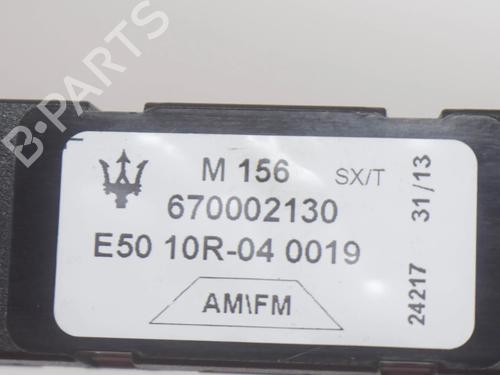 B-PARTS
M 156
SX/T
670002130
E50 10R-04 0019
AM\FM
24217 31/13